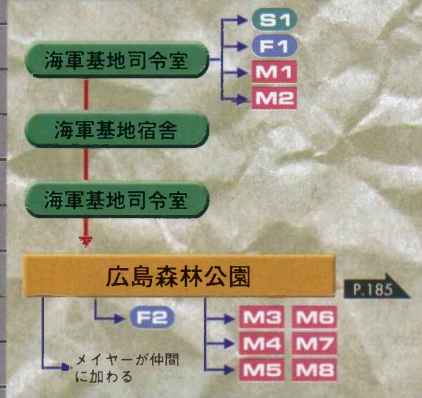 海軍基地司令室
S1
F1
M1
M2
海軍基地宿舎
海軍基地司令室
広島森林公園
P.185
F2
M3 M6
M4 M7
M5 M8
メイヤーが仲間
に加わる